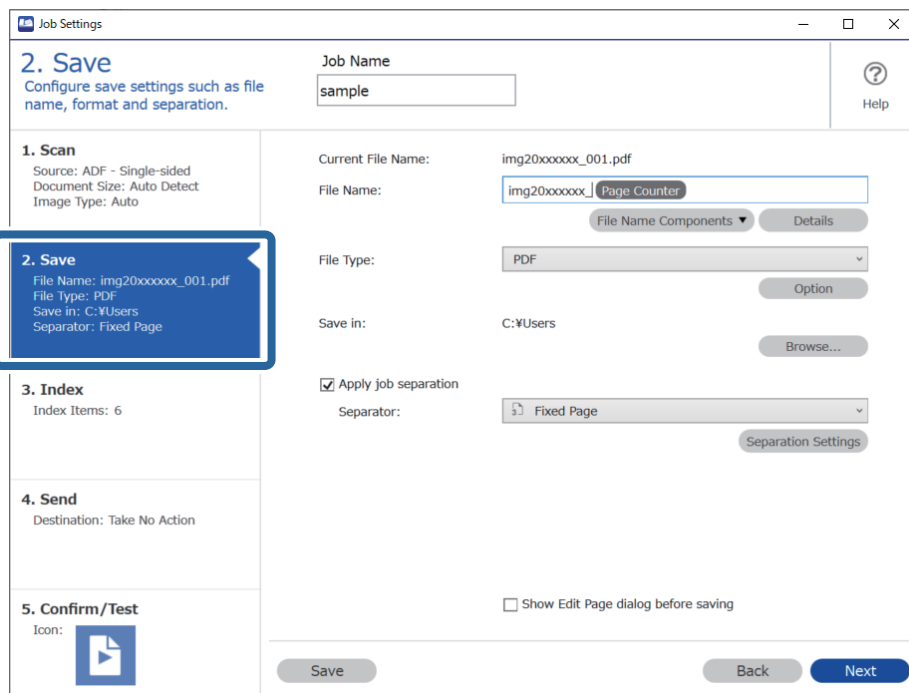 Job Settings
2. Save
Configure save settings such as file
name, format and separation.
Job Name
sample
Help
1. Scan
Source: ADF - Single-sided
Document Size: Auto Detect
Image Type: Auto
2. Save
File Name: img20xxxxxx_001.pdf
File Type: PDF
Save in: C:¥Users
Separator: Fixed Page
3. Index
Index Items: 6
4. Send
Destination: Take No Action
5. Confirm/Test
Icon:
Current File Name: img20xxxxxx_001.pdf
File Name: img20xxxxxx_ Page Counter
File Name Components ▼ Details
File Type: PDF
Option
Save in: C:¥Users
Browse...
Apply job separation
Separator: Fixed Page
Separation Settings
Show Edit Page dialog before saving
Save Back Next